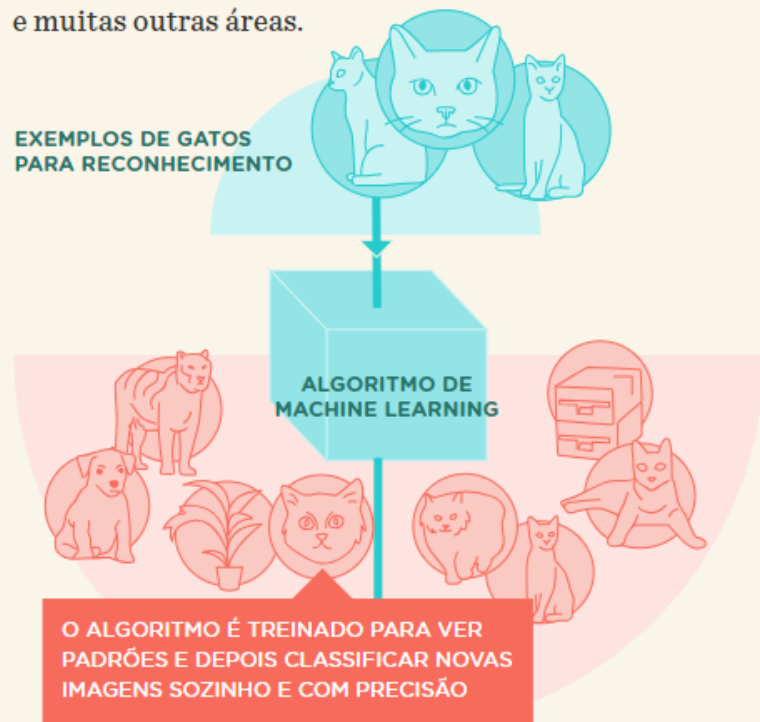 e muitas outras áreas.
EXEMPLOS DE GATOS
PARA RECONHECIMENTO
ALGORITMO DE
MACHINE LEARNING
O ALGORITMO É TREINADO PARA VER
PADRÕES E DEPOIS CLASSIFICAR NOVAS
IMAGENS SOZINHO E COM PRECISÃO